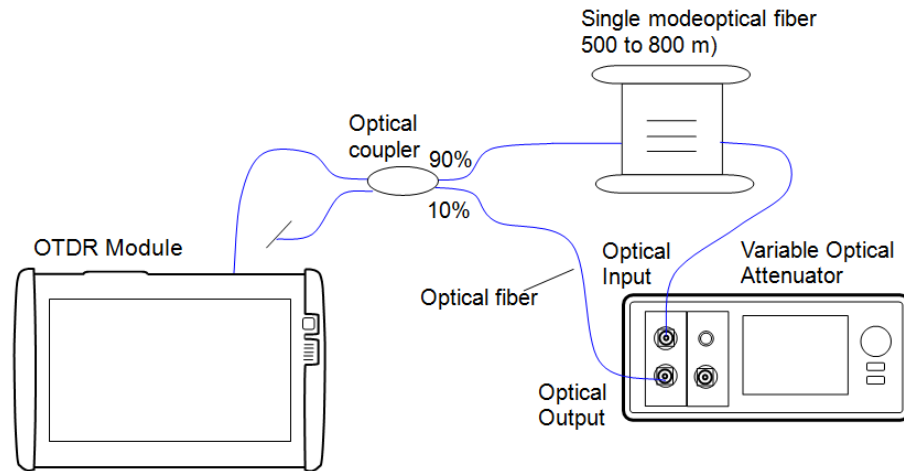 Single modeoptical fiber
500 to 800 m)
Optical
coupler
90%
10%
OTDR Module
Optical
Input
Variable Optical
Attenuator
Optical fiber
Optical
Output